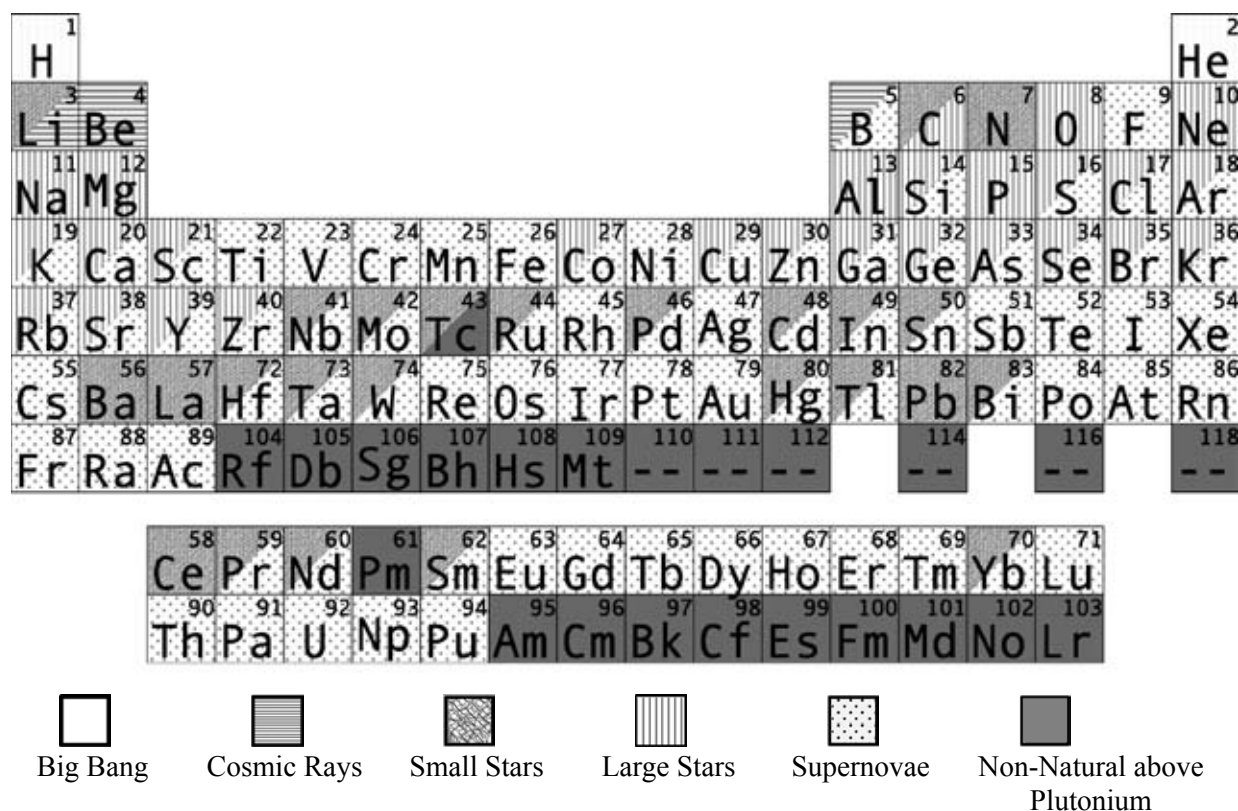 1 2
H He
3 4 5 6 7 8 9 10
Li Be B C N O F Ne
11 12 13 14 15 16 17 18
Na Mg Al Si P S Cl Ar
19 20 21 22 23 24 25 26 27 28 29 30 31 32 33 34 35 36
K Ca Sc Ti V Cr Mn Fe Co Ni Cu Zn Ga Ge As Se Br Kr
37 38 39 40 41 42 43 44 45 46 47 48 49 50 51 52 53 54
Rb Sr Y Zr Nb Mo Tc Ru Rh Pd Ag Cd In Sn Sb Te I Xe
55 56 57 72 73 74 75 76 77 78 79 80 81 82 83 84 85 86
Cs Ba La Hf Ta W Re Os Ir Pt Au Hg Tl Pb Bi Po At Rn
87 88 89 104 105 106 107 108 109 110 111 112 114 116 118
Fr Ra Ac Rf Db Sg Bh Hs Mt -- -- -- -- -- --
58 59 60 61 62 63 64 65 66 67 68 69 70 71
Ce Pr Nd Pm Sm Eu Gd Tb Dy Ho Er Tm Yb Lu
90 91 92 93 94 95 96 97 98 99 100 101 102 103
Th Pa U Np Pu Am Cm Bk Cf Es Fm Md No Lr
Big Bang Cosmic Rays Small Stars Large Stars Supernovae Non-Natural above
Plutonium